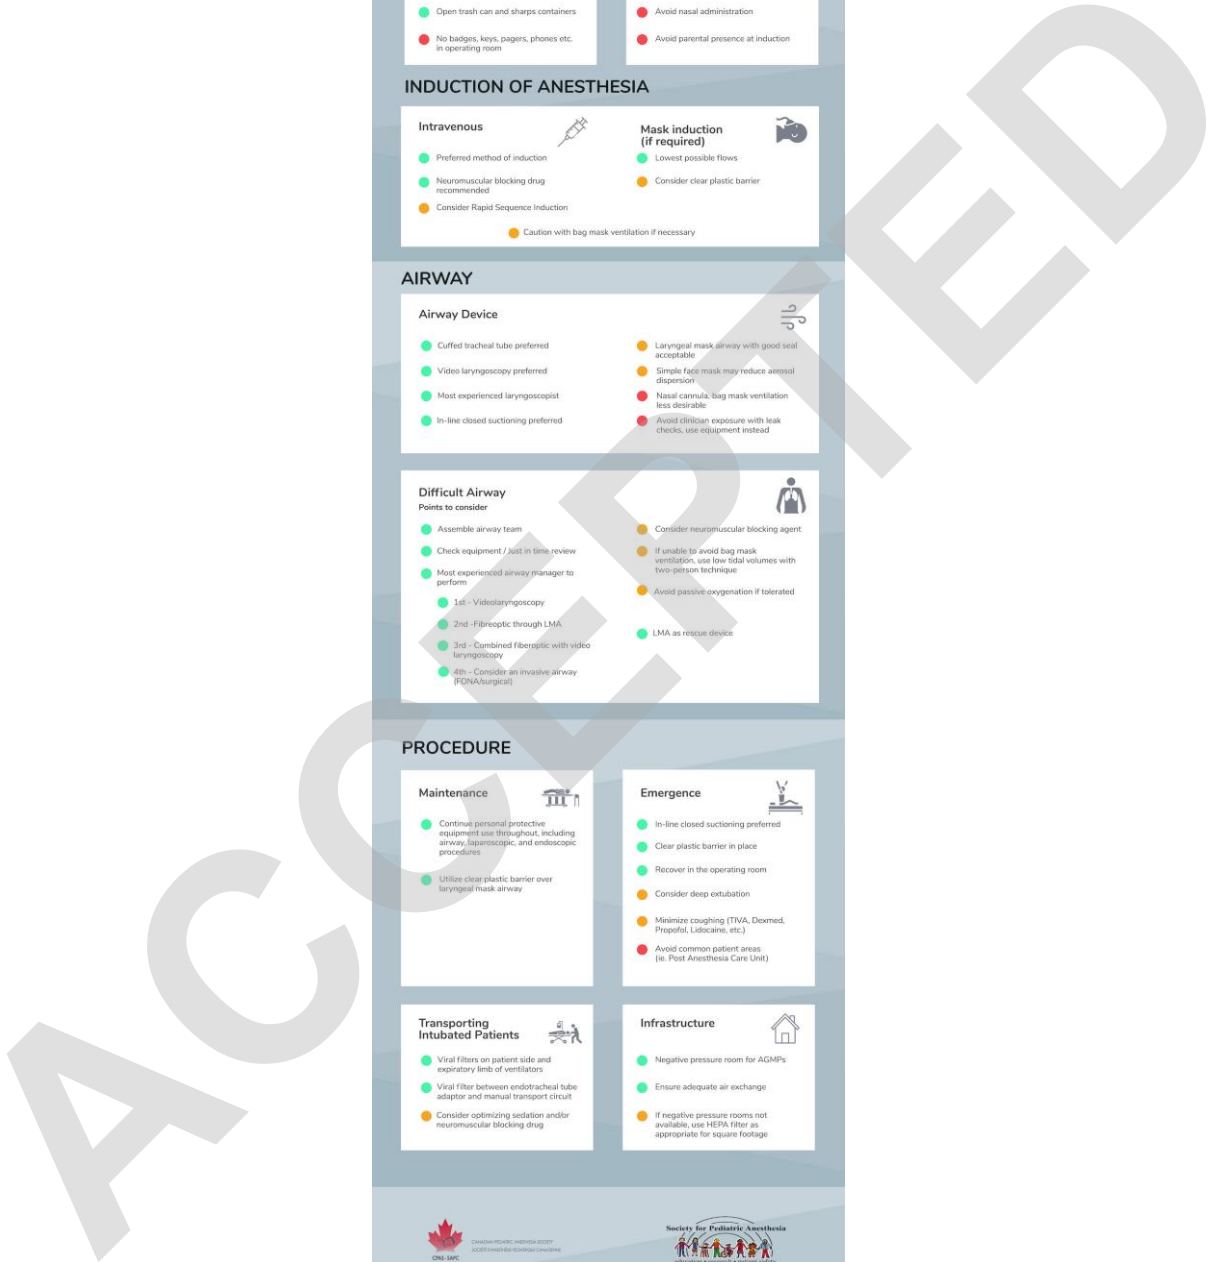 Open trash can and sharps containers
No badges, keys, pagers, phones etc.
in operating room
Avoid nasal administration
Avoid parental presence at induction
INDUCTION OF ANESTHESIA
Intravenous
Preferred method of induction
Neuromuscular blocking drug
recommended
Consider Rapid Sequence Induction
Mask induction
(if required)
Lowest possible flows
Consider clear plastic barrier
Caution with bag mask ventilation if necessary
AIRWAY
Airway Device
Cuffed tracheal tube preferred
Video laryngoscopy preferred
Most experienced laryngoscopist
In-line closed suctioning preferred
Laryngeal mask airway with good seal
acceptable
Simple face mask may reduce aerosol
dispersion
Nasal cannula, bag mask ventilation
less desirable
Avoid clinician exposure with leak
checks, use equipment instead
Difficult Airway
Points to consider
Assemble airway team
Check equipment / Just in time review
Most experienced airway manager to
perform
1st - Videolaryngoscopy
2nd -Fibreoptic through LMA
3rd - Combined fiberoptic with video
laryngoscopy
4th - Consider an invasive airway
(FONA/surgical)
Consider neuromuscular blocking agent
If unable to avoid bag mask
ventilation, use low tidal volumes with
two-person technique
Avoid passive oxygenation if tolerated
LMA as rescue device
PROCEDURE
Maintenance
Continue personal protective
equipment use throughout, including
airway, laparoscopic, and endoscopic
procedures
Utilize clear plastic barrier over
laryngeal mask airway
Emergence
In-line closed suctioning preferred
Clear plastic barrier in place
Recover in the operating room
Consider deep extubation
Minimize coughing (TIVA, Dexmed,
Propofol, Lidocaine, etc.)
Avoid common patient areas
(ie. Post Anesthesia Care Unit)
Transporting
Intubated Patients
Viral filters on patient side and
expiratory limb of ventilators
Viral filter between endotracheal tube
adaptor and manual transport circuit
Consider optimizing sedation and/or
neuromuscular blocking drug
Infrastructure
Negative pressure room for AGMPs
Ensure adequate air exchange
If negative pressure rooms not
available, use HEPA filter as
appropriate for square footage
CPAS-SAPC
CANADIAN PEDIATRIC ANESTHESIA SOCIETY
SOCIÉTÉ D'ANESTHÉSIE PÉDIATRIQUE CANADIENNE
Society for Pediatric Anesthesia
education • research • patient safety
ACCEPTED